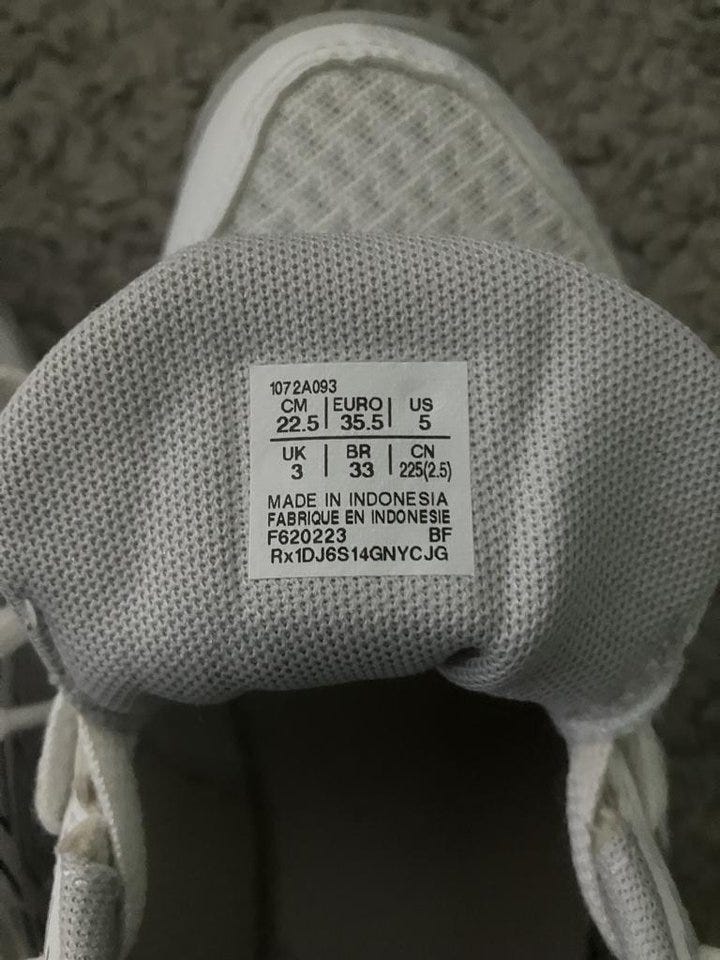 1072A093
CM | EURO | US
22.5 | 35.5 | 5
UK | BR | CN
3 | 33 | 225(2.5)
MADE IN INDONESIA
FABRIQUE EN INDONESIE
F620223 BF
Rx1DJ6S14GNYCJG